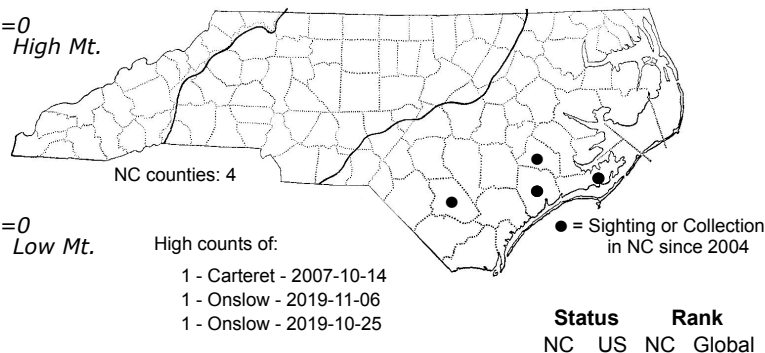 =0
High Mt.
NC counties: 4
=0
Low Mt.
High counts of:
1 - Carteret - 2007-10-14
1 - Onslow - 2019-11-06
1 - Onslow - 2019-10-25
● = Sighting or Collection
in NC since 2004
Status Rank
NC US NC Global